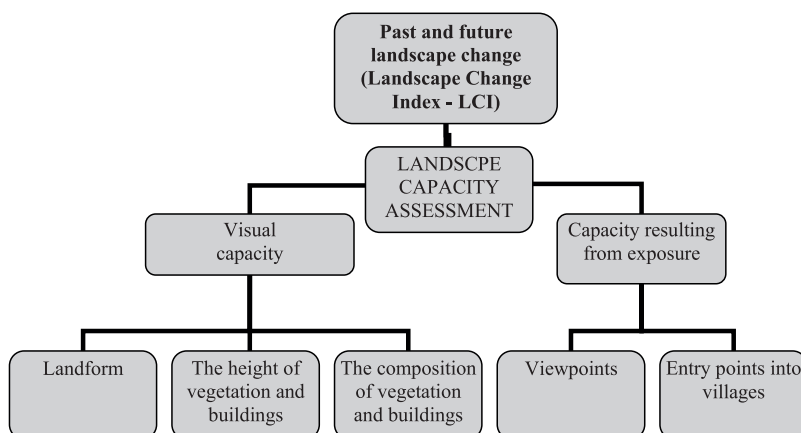 Past and future
landscape change
(Landscape Change
Index - LCI)
LANDSCPE
CAPACITY
ASSESSMENT
Visual
capacity
Capacity resulting
from exposure
Landform
The height of
vegetation and
buildings
The composition
of vegetation
and buildings
Viewpoints
Entry points into
villages